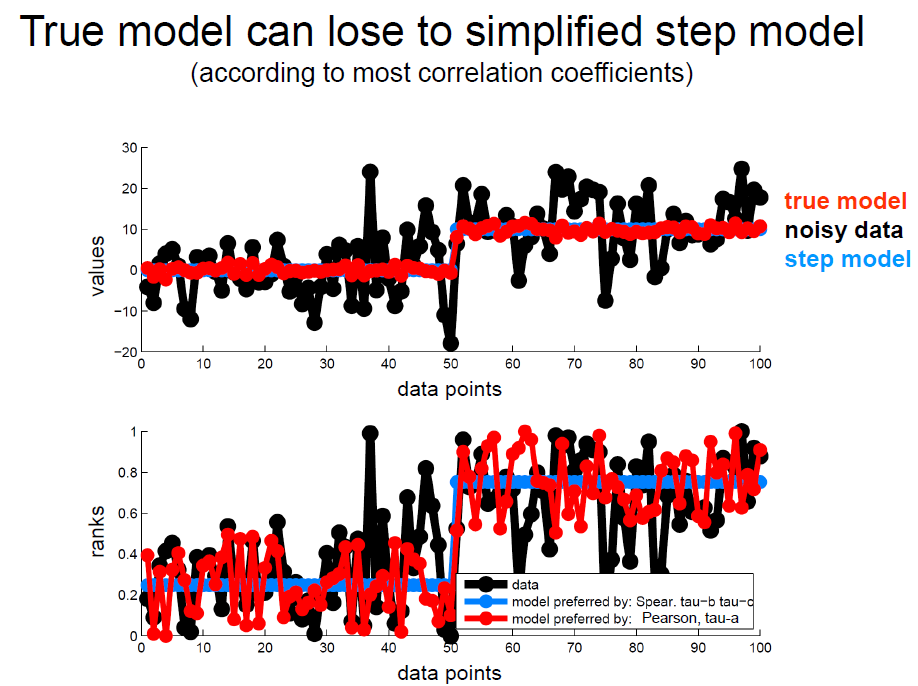 True model can lose to simplified step model
(according to most correlation coefficients)
30
20
10
0
−10
−20
values
0 10 20 30 40 50 60 70 80 90 100
data points
true model
noisy data
step model
1
0.8
0.6
0.4
0.2
0
ranks
data
model preferred by: Spear. tau−b tau−c
model preferred by: Pearson, tau-a
0 10 20 30 40 50 60 70 80 90 100
data points